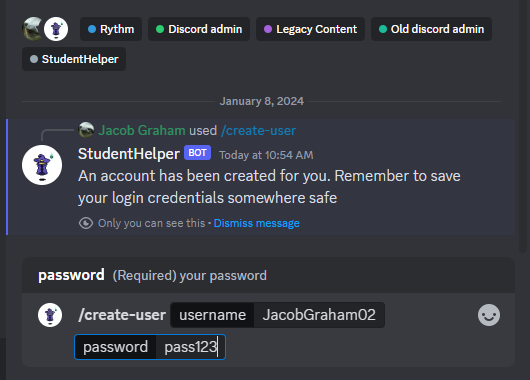 Rythm Discord admin Legacy Content Old discord admin
StudentHelper
January 8, 2024
Jacob Graham used /create-user
StudentHelper BOT Today at 10:54 AM
An account has been created for you. Remember to save
your login credentials somewhere safe
Only you can see this • Dismiss message
password (Required) your password
/create-user username JacobGraham02
password pass123